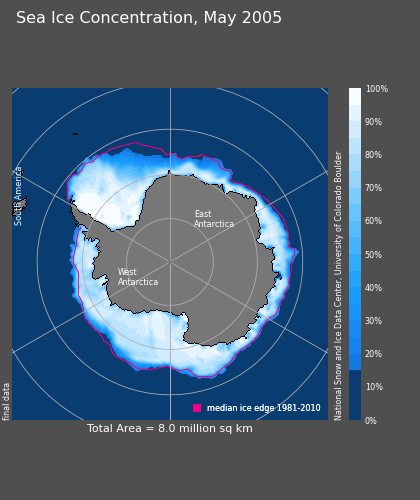 Sea Ice Concentration, May 2005
South America
East
Antarctica
West
Antarctica
100%
90%
80%
70%
60%
50%
40%
30%
20%
10%
0%
National Snow and Ice Data Center, University of Colorado Boulder
final data
median ice edge 1981-2010
Total Area = 8.0 million sq km